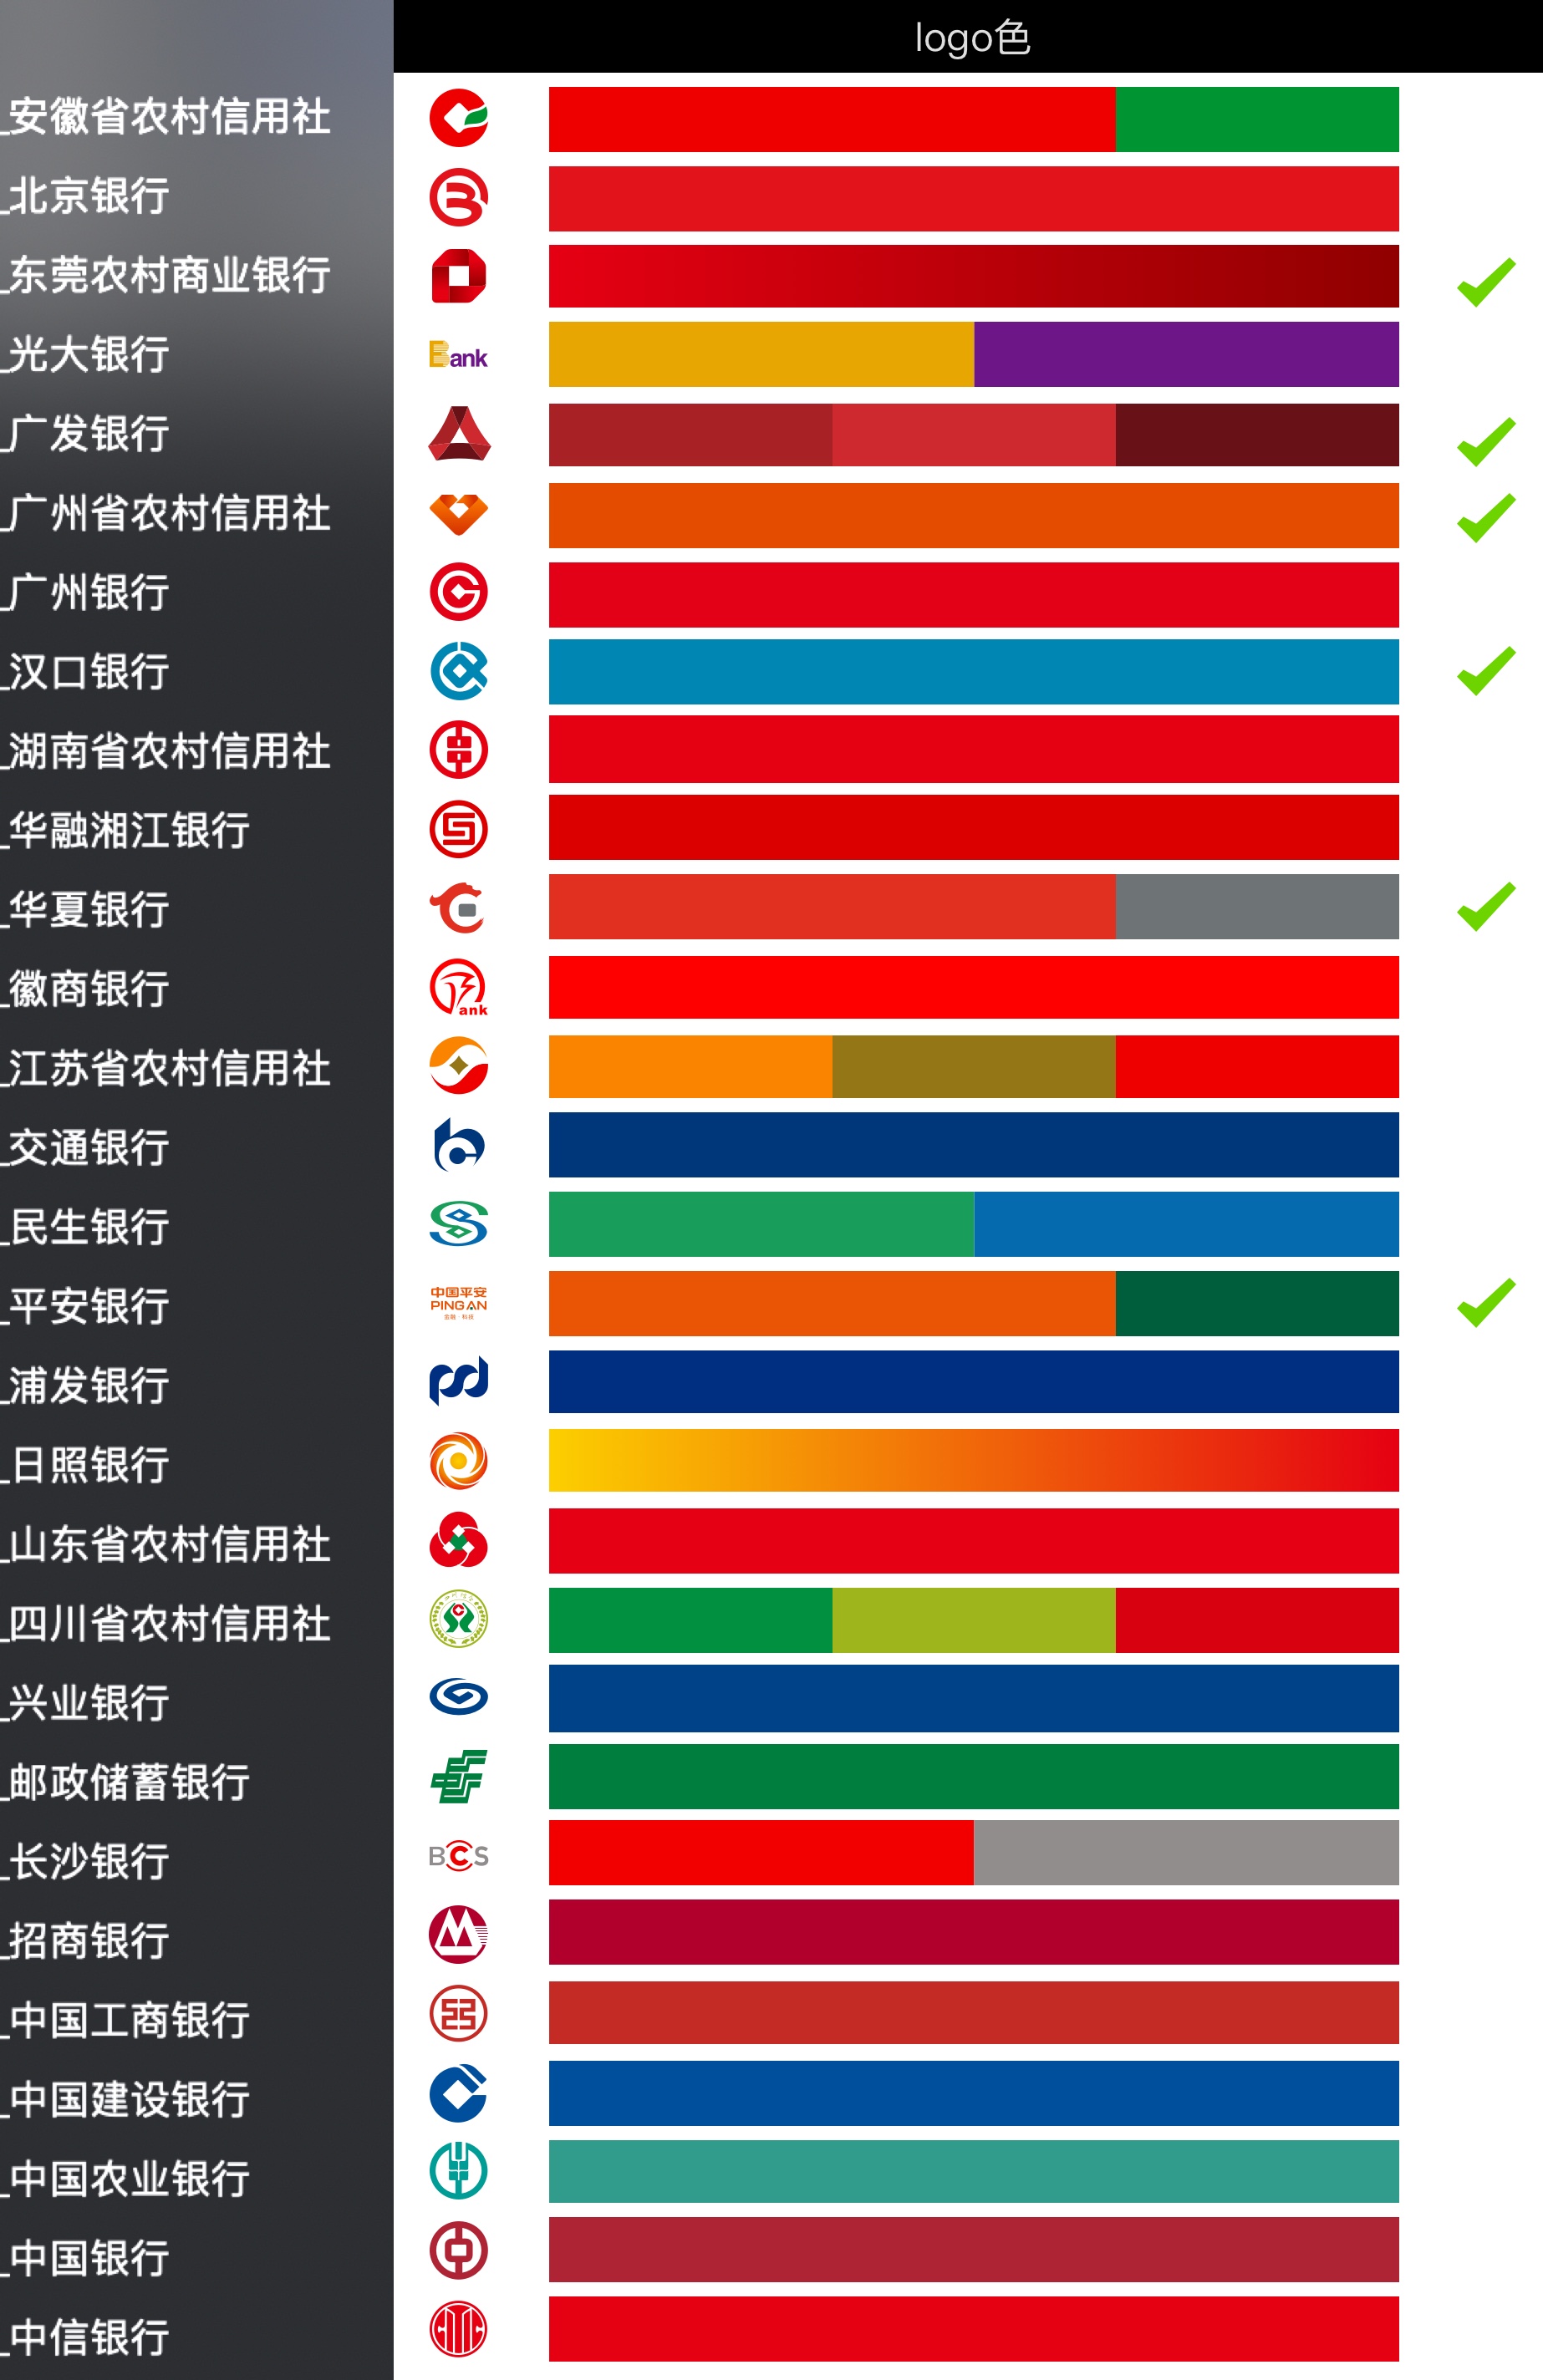 logo色
_安徽省农村信用社
_北京银行
_东莞农村商业银行
_光大银行
Bank
_广发银行
_广州省农村信用社
_广州银行
_汉口银行
_湖南省农村信用社
_华融湘江银行
_华夏银行
_徽商银行
ank
_江苏省农村信用社
_交通银行
_民生银行
_平安银行
中国平安
PINGAN
金融·科技
_浦发银行
_日照银行
_山东省农村信用社
_四川省农村信用社
_兴业银行
_邮政储蓄银行
_长沙银行
BCS
_招商银行
_中国工商银行
_中国建设银行
_中国农业银行
_中国银行
_中信银行